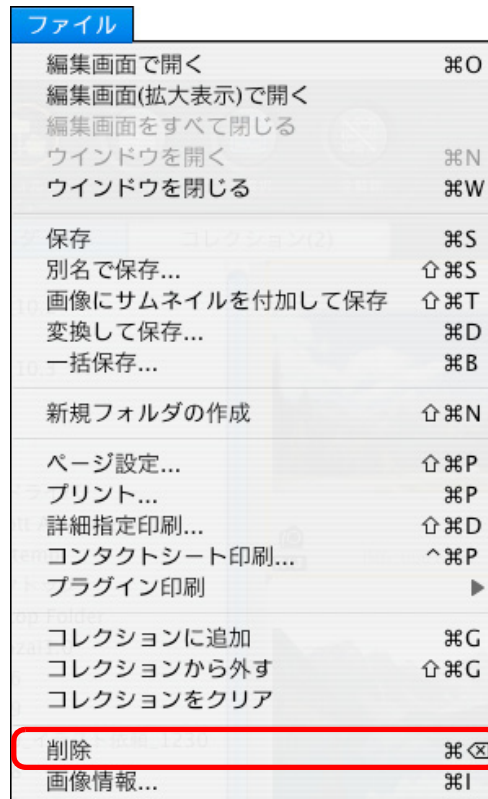 ファイル
編集画面で開く ⌘O
編集画面(拡大表示)で開く
編集画面をすべて閉じる
ウインドウを開く ⌘N
ウインドウを閉じる ⌘W
保存 ⌘S
別名で保存... ⇧⌘S
画像にサムネイルを付加して保存 ⇧⌘T
変換して保存... ⌘D
一括保存... ⌘B
新規フォルダの作成 ⇧⌘N
ページ設定... ⇧⌘P
プリント... ⌘P
詳細指定印刷... ⇧⌘D
コンタクトシート印刷... ^⌘P
プラグイン印刷 ▶
コレクションに追加 ⌘G
コレクションから外す ⇧⌘G
コレクションをクリア
削除 ⌘⌫
画像情報... ⌘I